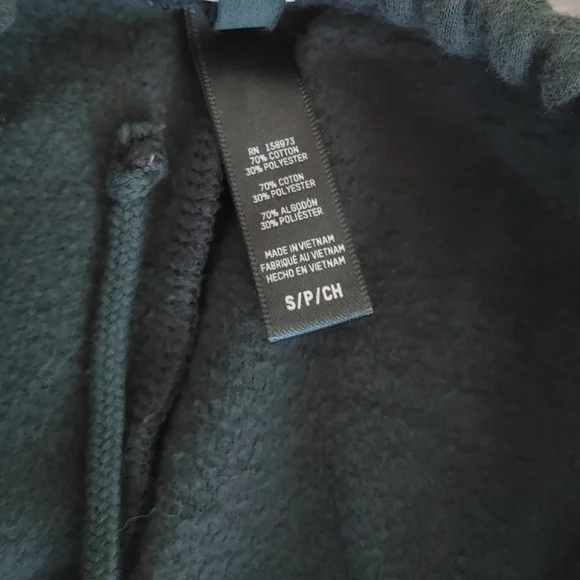 RN 158973
70% COTTON
30% POLYESTER
70% COTON
30% POLYESTER
70% ALGODÓN
30% POLIÉSTER
MADE IN VIETNAM
FABRIQUÉ AU VIETNAM
HECHO EN VIETNAM
S/P/CH